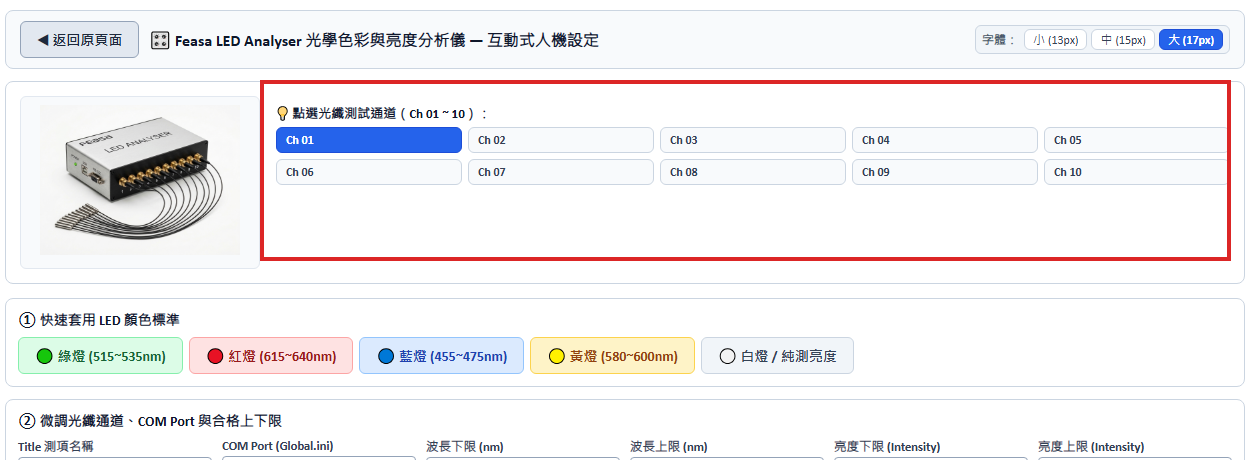 ◀ 返回原頁面
Feasa LED Analyser 光學色彩與亮度分析儀 — 互動式人機設定
字體： 小 (13px) 中 (15px) 大 (17px)
Feasa
LED ANALYSER
點選光纖測試通道（Ch 01 ~ 10）：
Ch 01 Ch 02 Ch 03 Ch 04 Ch 05
Ch 06 Ch 07 Ch 08 Ch 09 Ch 10
① 快速套用 LED 顏色標準
綠燈 (515~535nm) 紅燈 (615~640nm) 藍燈 (455~475nm) 黃燈 (580~600nm) 白燈 / 純測亮度
② 微調光纖通道、COM Port 與合格上下限
Title 測項名稱 COM Port (Global.ini) 波長下限 (nm) 波長上限 (nm) 亮度下限 (Intensity) 亮度上限 (Intensity)